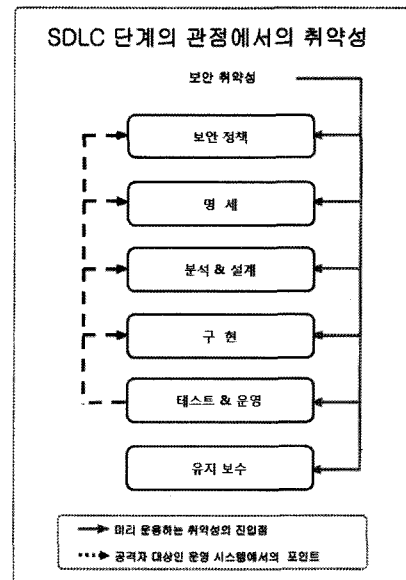 SDLC 단계의 관점에서의 취약성
보안 취약성
보안 정책
명 세
분석 & 설계
구 현
테스트 & 운영
유지 보수
미리 운용하는 취약성의 진입점
공격자 대상인 운영 시스템에서의 포인트